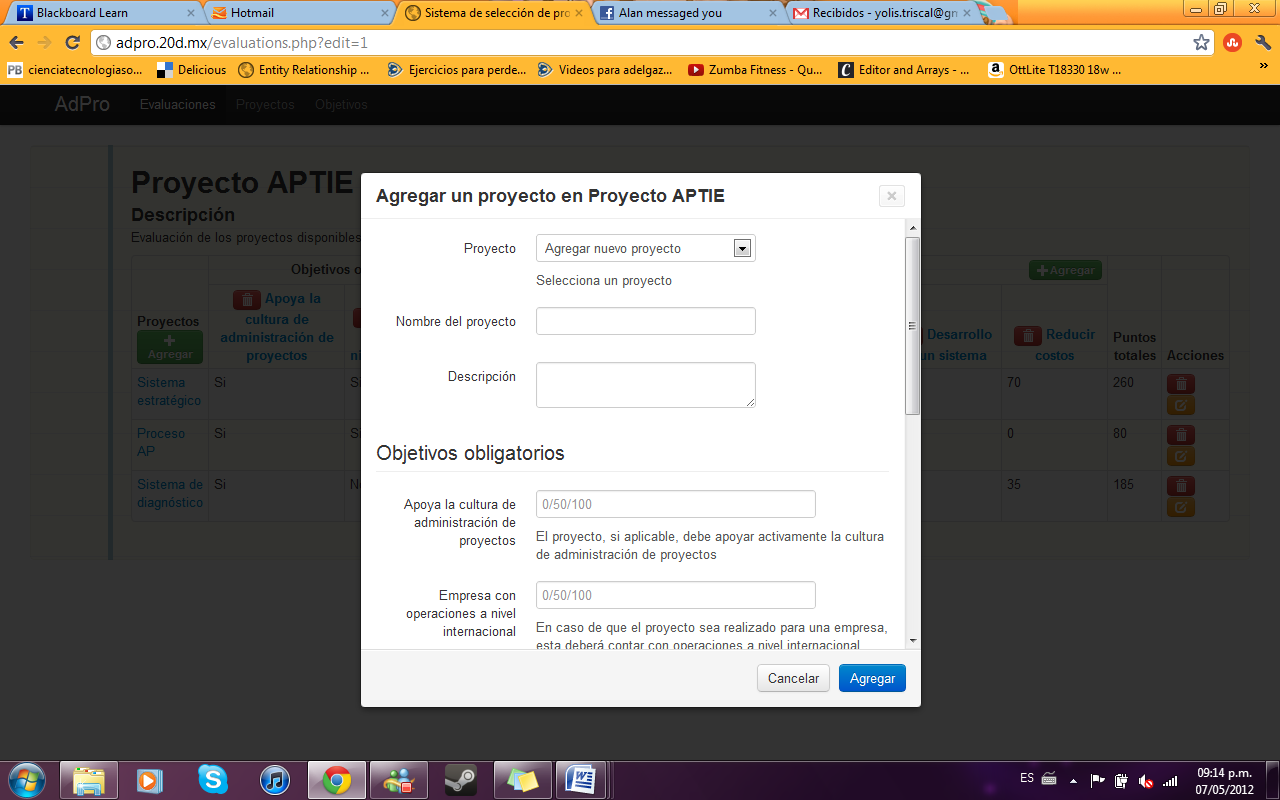 Blackboard Learn
Hotmail
Sistema de selección de pro
Alan messaged you
Recibidos - yolis.triscal@gm
adpro.20d.mx/evaluations.php?edit=1
cienciatecnologiaso...
Delicious
Entity Relationship ...
Ejercicios para perde...
Videos para adelgaz...
Zumba Fitness - Qu...
Editor and Arrays - ...
OttLite T18330 18w ...
»
AdPro
Evaluaciones
Proyectos
Objetivos
Proyecto APTIE
Descripción
Evaluación de los proyectos disponibles
Objetivos o
Agregar
Proyectos
Agregar
Apoya la
cultura de
administración de
proyectos
ni
Desarrollo
un sistema
Reducir
costos
Puntos
totales
Acciones
Sistema
estratégico
Si
Si
70
260
Proceso
AP
Si
Si
0
80
Sistema de
diagnóstico
Si
No
35
185
Agregar un proyecto en Proyecto APTIE
Proyecto
Agregar nuevo proyecto
Selecciona un proyecto
Nombre del proyecto
Descripción
Objetivos obligatorios
Apoya la cultura de
administración de
proyectos
0/50/100
El proyecto, si aplicable, debe apoyar activamente la cultura
de administración de proyectos
Empresa con
operaciones a nivel
internacional
0/50/100
En caso de que el proyecto sea realizado para una empresa,
esta deberá contar con operaciones a nivel internacional
Cancelar
Agregar
ES
09:14 p.m.
07/05/2012